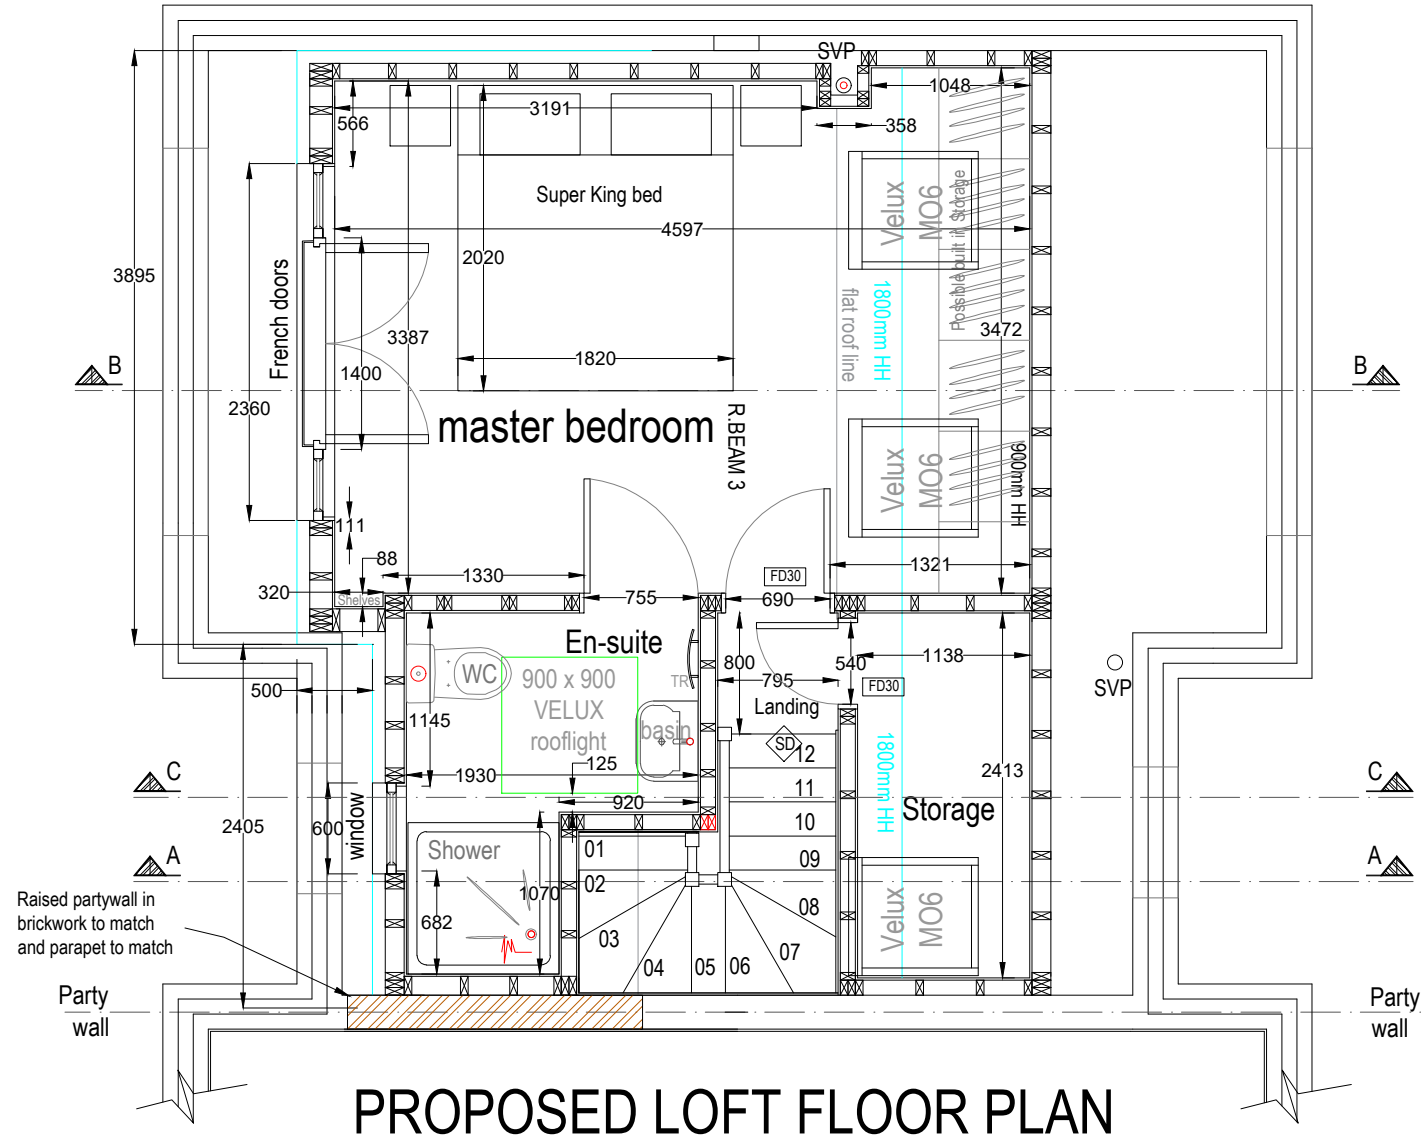 SVP
1048
3191
566
358
Super King bed
Velux
MO6
Possible built in Storage
4597
2020
3895
French doors
1800mm HH
flat roof line
3387
3472
1820
1400
B
B
2360
master bedroom
R.BEAM 3
Velux
MO6
900mm HH
111
88
1330
1321
FD30
320
Shelves
755
690
En-suite
800
540
1138
WC
900 x 900
VELUX
rooflight
TR
795
FD30
SVP
500
Landing
1145
basin
SD
1800mm HH
12
125
1930
2413
C
C
11
920
Storage
2405
600
window
10
Shower
01
09
A
A
02
1070
Raised partywall in
brickwork to match
and parapet to match
682
08
Velux
MO6
03
07
04
05
06
Party
wall
Party
wall
PROPOSED LOFT FLOOR PLAN